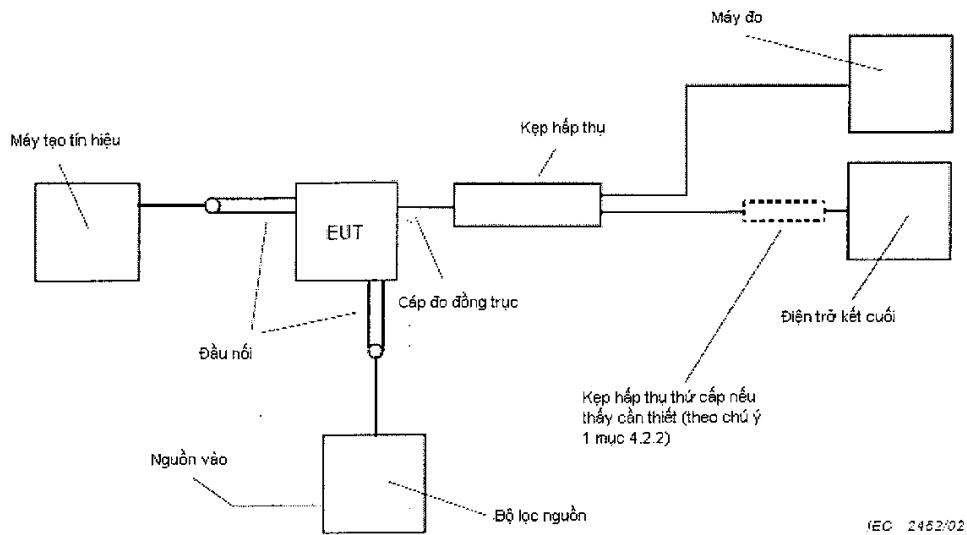 Máy đo
Kẹp hấp thụ
Máy tạo tín hiệu
EUT
Cáp đo đồng trục
Điện trở kết cuối
Đầu nối
Kẹp hấp thụ thứ cấp nếu
thấy cần thiết (theo chú ý
1 mục 4.2.2)
Nguồn vào
Bộ lọc nguồn
IEC 2452/02